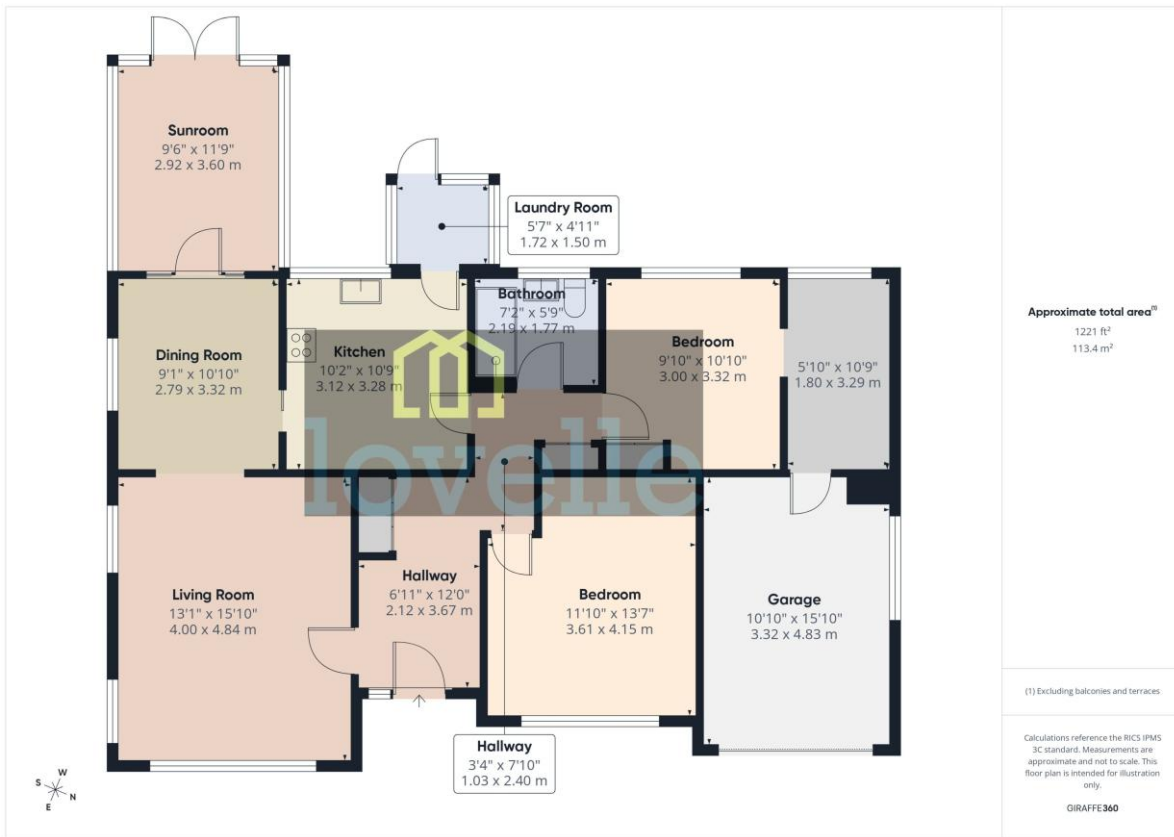 Sunroom
9'6" x 11'9"
2.92 x 3.60 m
Laundry Room
5'7" x 4'11"
1.72 x 1.50 m
Bathroom
7'2" x 5'9"
2.19 x 1.77 m
Dining Room
9'1" x 10'10"
2.79 x 3.32 m
Kitchen
10'2" x 10'9"
3.12 x 3.28 m
Bedroom
9'10" x 10'10"
3.00 x 3.32 m
5'10" x 10'9"
1.80 x 3.29 m
lovelle
Living Room
13'1" x 15'10"
4.00 x 4.84 m
Hallway
6'11" x 12'0"
2.12 x 3.67 m
Bedroom
11'10" x 13'7"
3.61 x 4.15 m
Garage
10'10" x 15'10"
3.32 x 4.83 m
Hallway
3'4" x 7'10"
1.03 x 2.40 m
W
S
N
E
Approximate total area(1)
1221 ft²
113.4 m²
(1) Excluding balconies and terraces
Calculations reference the RICS IPMS
3C standard. Measurements are
approximate and not to scale. This
floor plan is intended for illustration
only.
GIRAFFE360